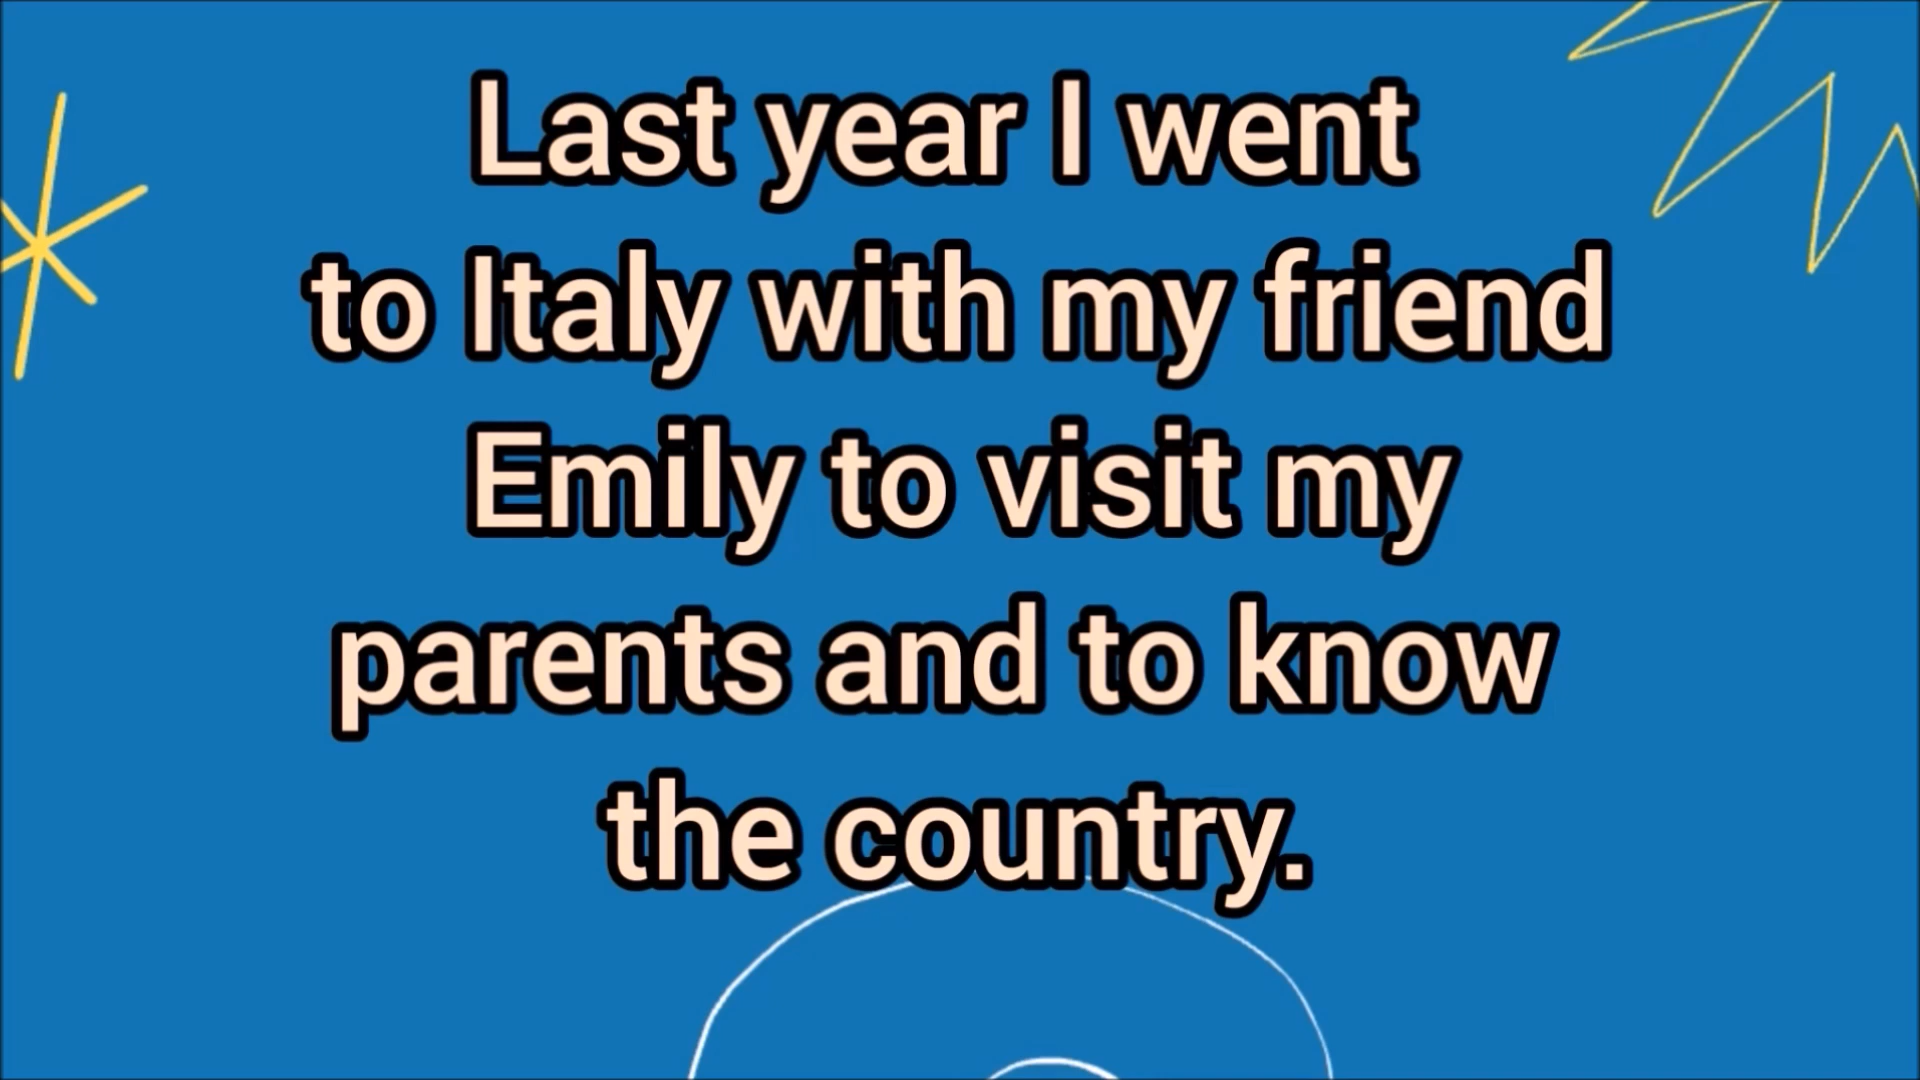 Last year I went
to Italy with my friend
Emily to visit my
parents and to know
the country.